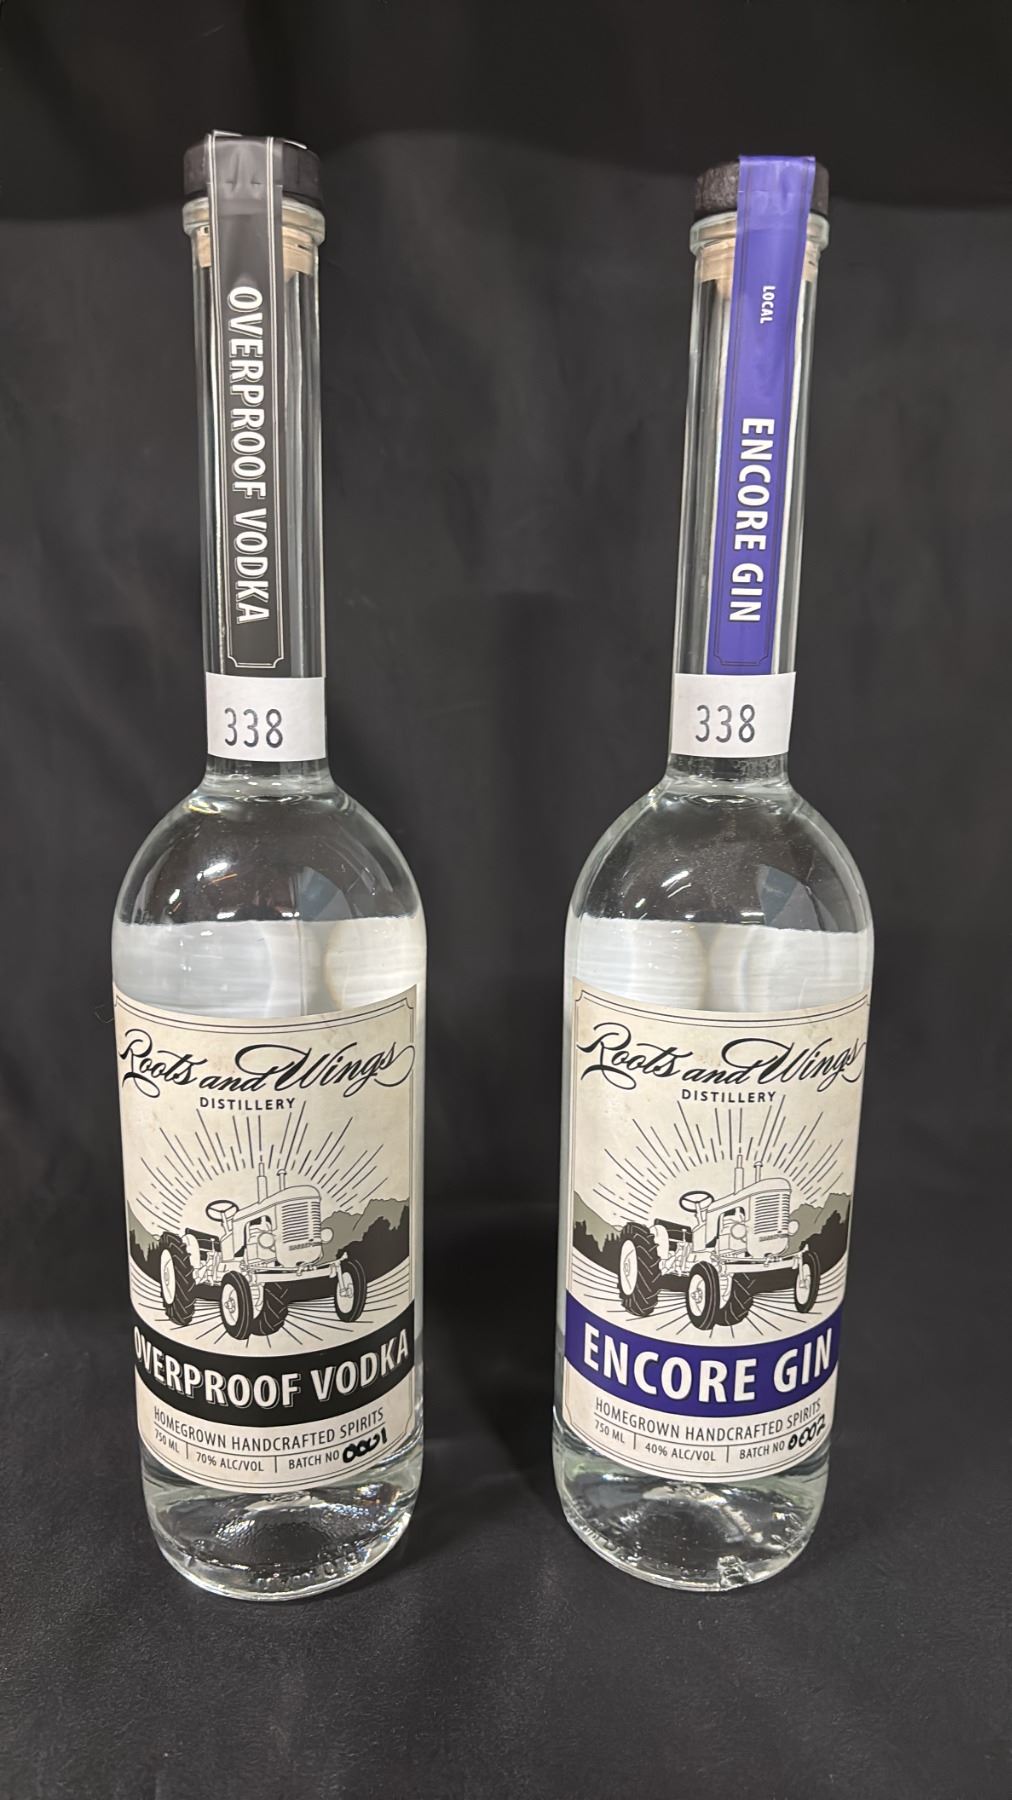 OVERPROOF VODKA
338
Roots and Wings
DISTILLERY
OVERPROOF VODKA
HOMEGROWN HANDCRAFTED SPIRITS
750 ML | 70% ALC/VOL | BATCH NO 0001
LOCAL
ENCORE GIN
338
Roots and Wings
DISTILLERY
ENCORE GIN
HOMEGROWN HANDCRAFTED SPIRITS
750 ML | 40% ALC/VOL | BATCH NO 0002